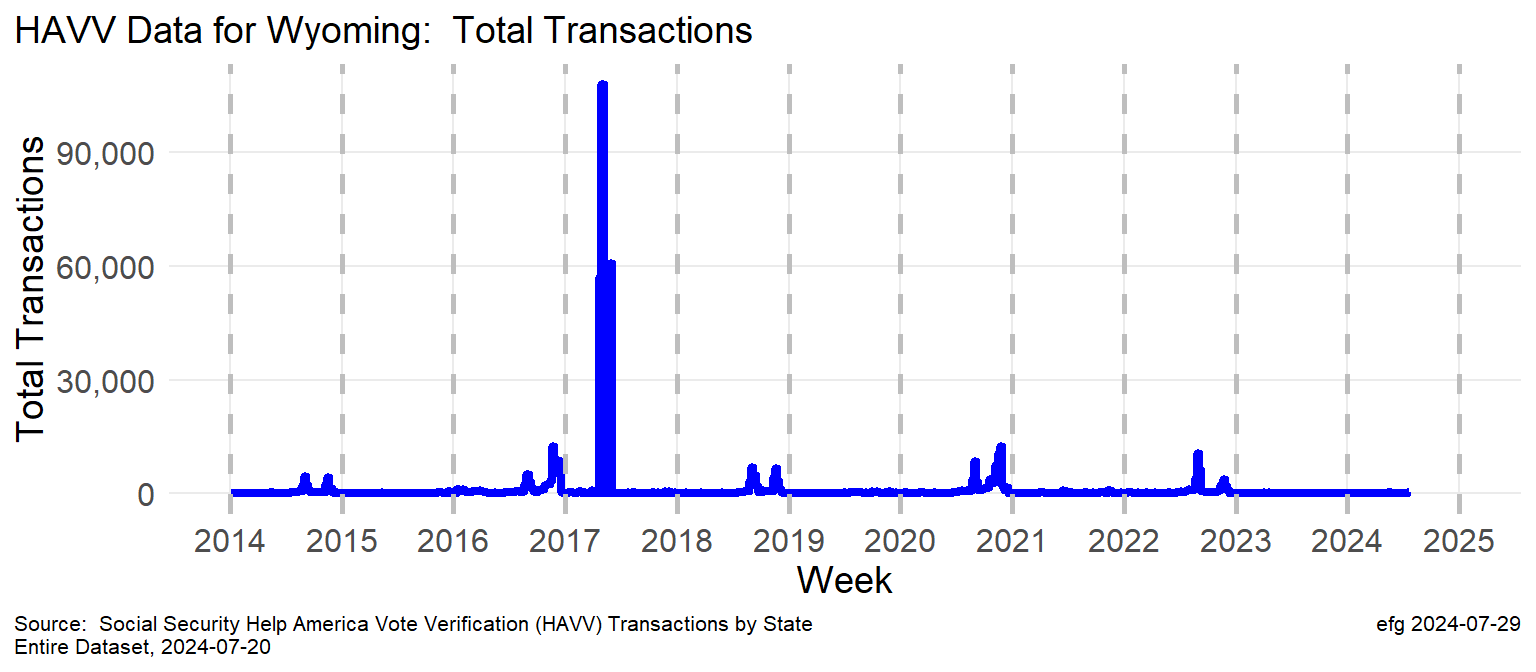 HAVV Data for Wyoming:  Total Transactions
Total Transactions
90,000
60,000
30,000
0
2014 2015 2016 2017 2018 2019 2020 2021 2022 2023 2024 2025
Week
Source:  Social Security Help America Vote Verification (HAVV) Transactions by State
Entire Dataset, 2024-07-20
efg 2024-07-29